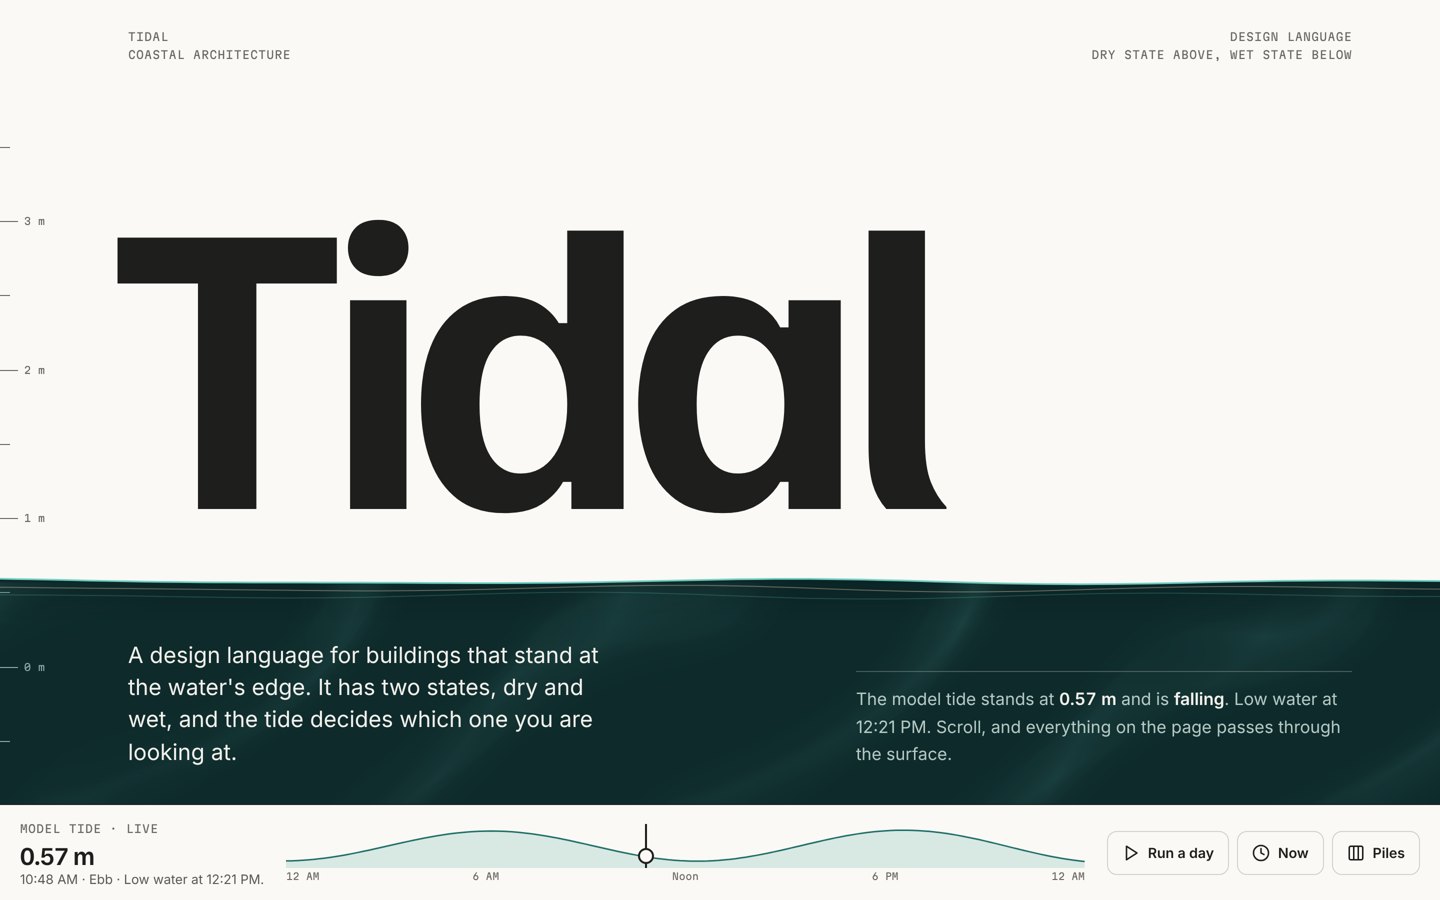 TIDAL
COASTAL ARCHITECTURE
DESIGN LANGUAGE
DRY STATE ABOVE, WET STATE BELOW
3 m
Tidal
2 m
1 m
0 m
A design language for buildings that stand at
the water's edge. It has two states, dry and
wet, and the tide decides which one you are
looking at.
The model tide stands at 0.57 m and is falling. Low water at
12:21 PM. Scroll, and everything on the page passes through
the surface.
MODEL TIDE · LIVE
0.57 m
10:48 AM · Ebb · Low water at 12:21 PM.
12 AM
6 AM
Noon
6 PM
12 AM
Run a day
Now
Piles